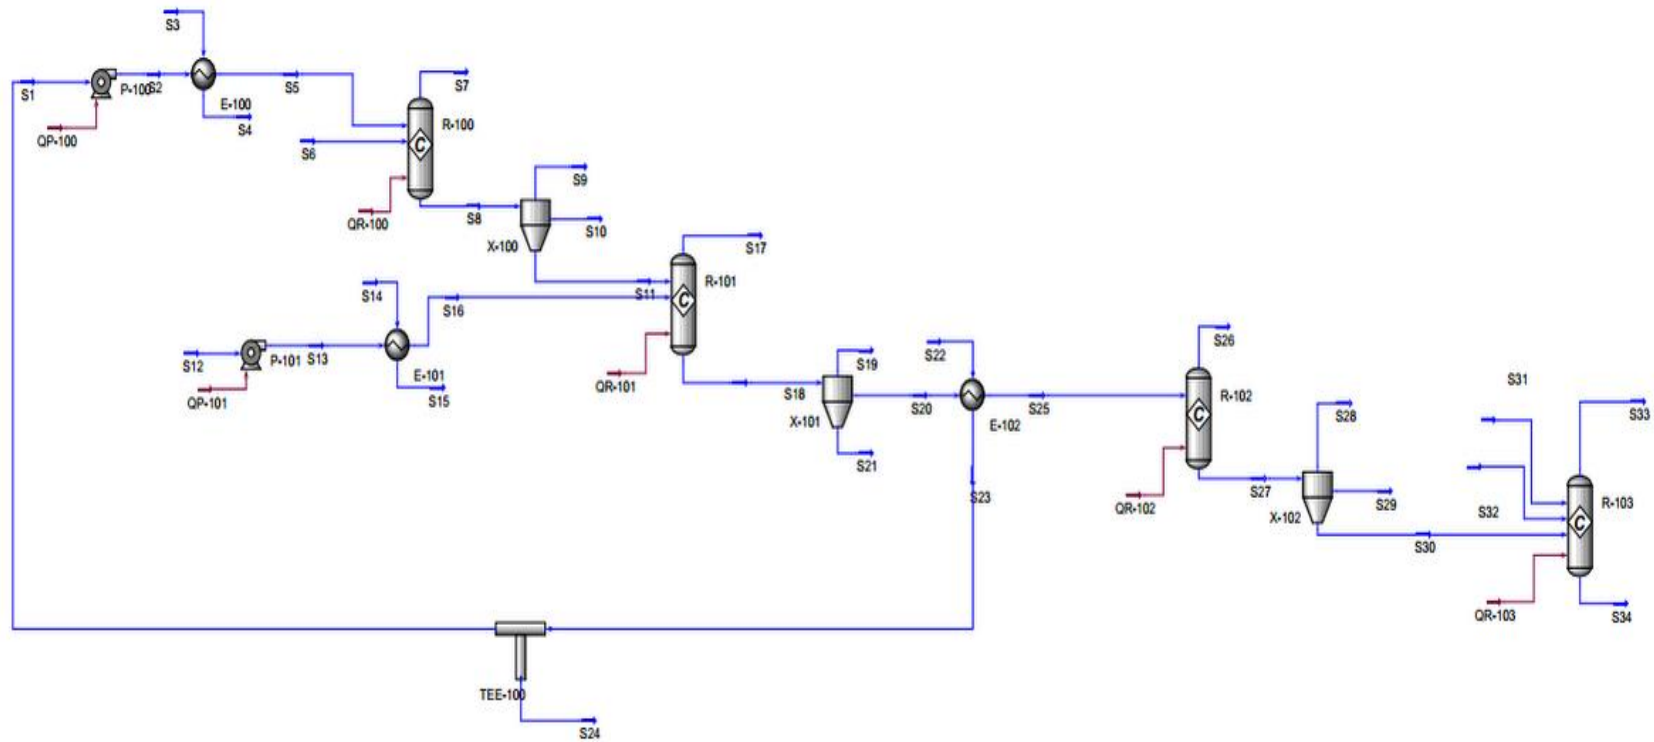 S3
S1
P-100
S2
E-100
S4
S5
S7
QP-100
S6
R-100
C
QR-100
S8
S9
S10
X-100
S17
S11
R-101
C
S14
S16
S12
S13
P-101
E-101
S15
QP-101
QR-101
S18
S19
X-101
S20
S21
S22
E-102
S25
S23
S26
R-102
C
QR-102
S27
S28
X-102
S29
S30
S31
S32
S33
R-103
C
QR-103
S34
TEE-100
S24